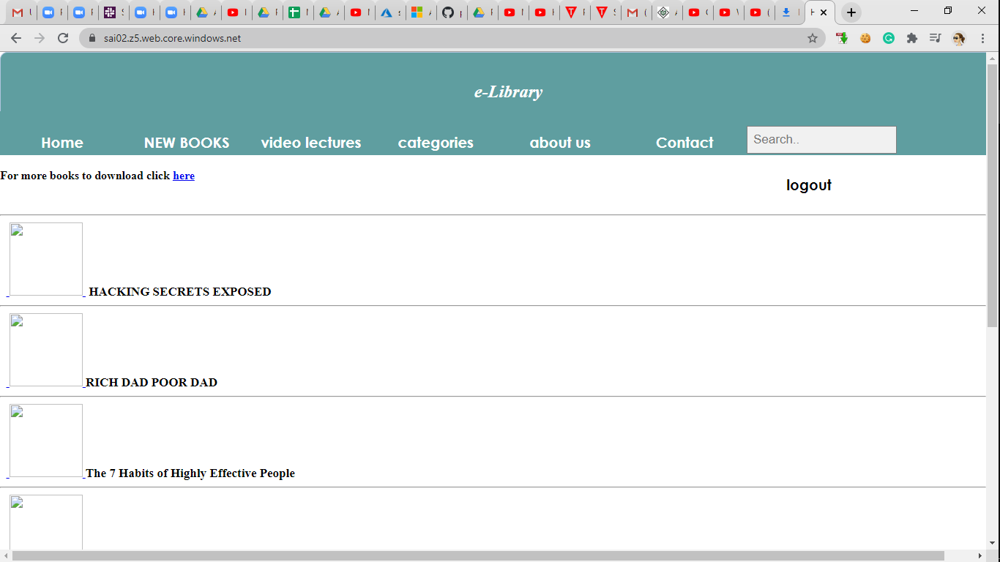 sai02.z5.web.core.windows.net
e-Library
Home NEW BOOKS video lectures categories about us Contact Search..
For more books to download click here
logout
HACKING SECRETS EXPOSED
RICH DAD POOR DAD
The 7 Habits of Highly Effective People